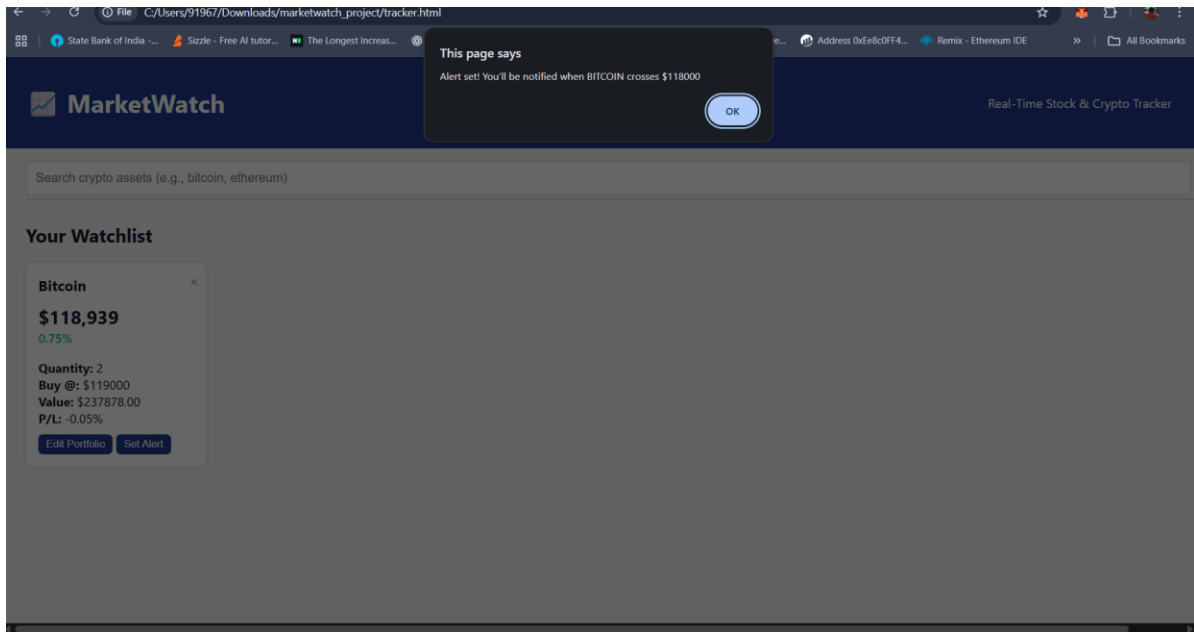 File C:/Users/91967/Downloads/marketwatch_project/tracker.html
State Bank of India -... Sizzle - Free AI tutor... The Longest Increas... e... Address 0xEe8c0FF4... Remix - Ethereum IDE » All Bookmarks
This page says
Alert set! You'll be notified when BITCOIN crosses $118000
OK
MarketWatch
Real-Time Stock & Crypto Tracker
Search crypto assets (e.g., bitcoin, ethereum)
Your Watchlist
Bitcoin ×
$118,939
0.75%
Quantity: 2
Buy @: $119000
Value: $237878.00
P/L: -0.05%
Edit Portfolio Set Alert